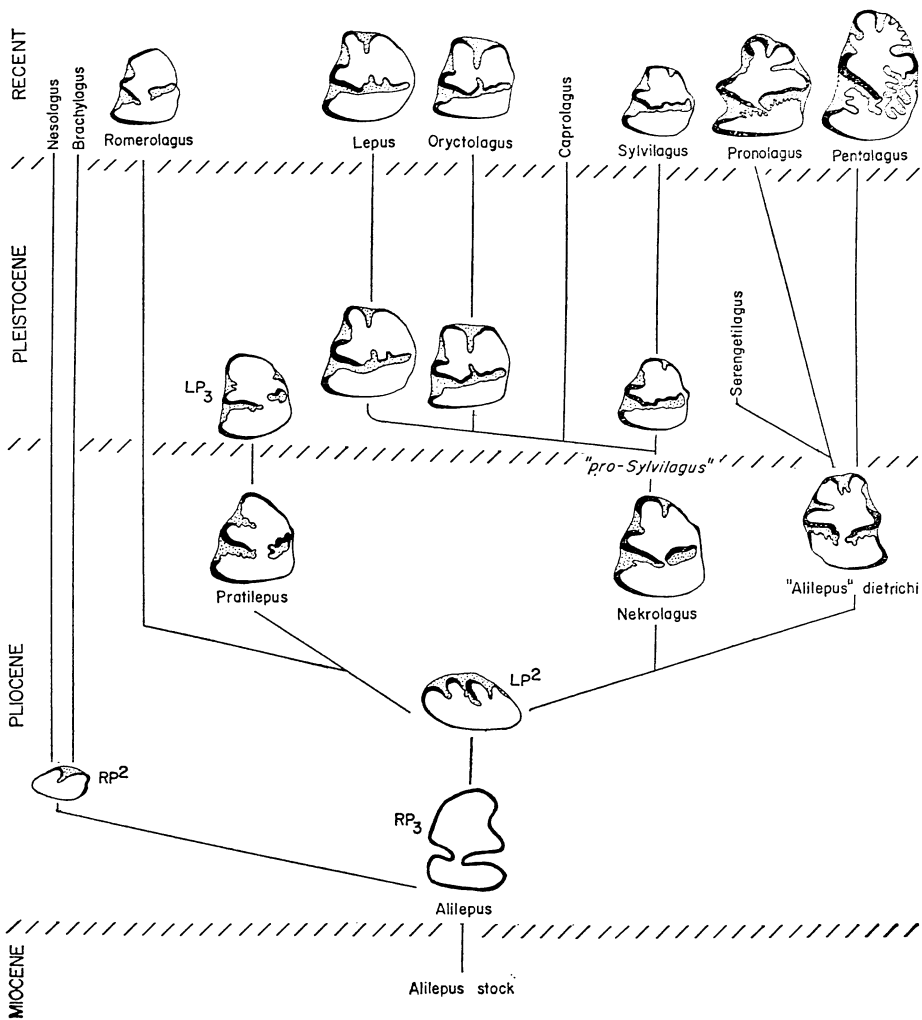 RECENT
Nesolagus
Brachylagus
Romerolagus
Lepus
Oryctolagus
Caprolagus
Sylvilagus
Pronolagus
Pentalagus
PLEISTOCENE
LP3
Serengetilagus
"pro-Sylvilagus"
Pratilepus
Nekrolagus
"Alilepus" dietrichi
PLIOCENE
LP2
RP2
RP3
Alilepus
MIOCENE
Alilepus stock